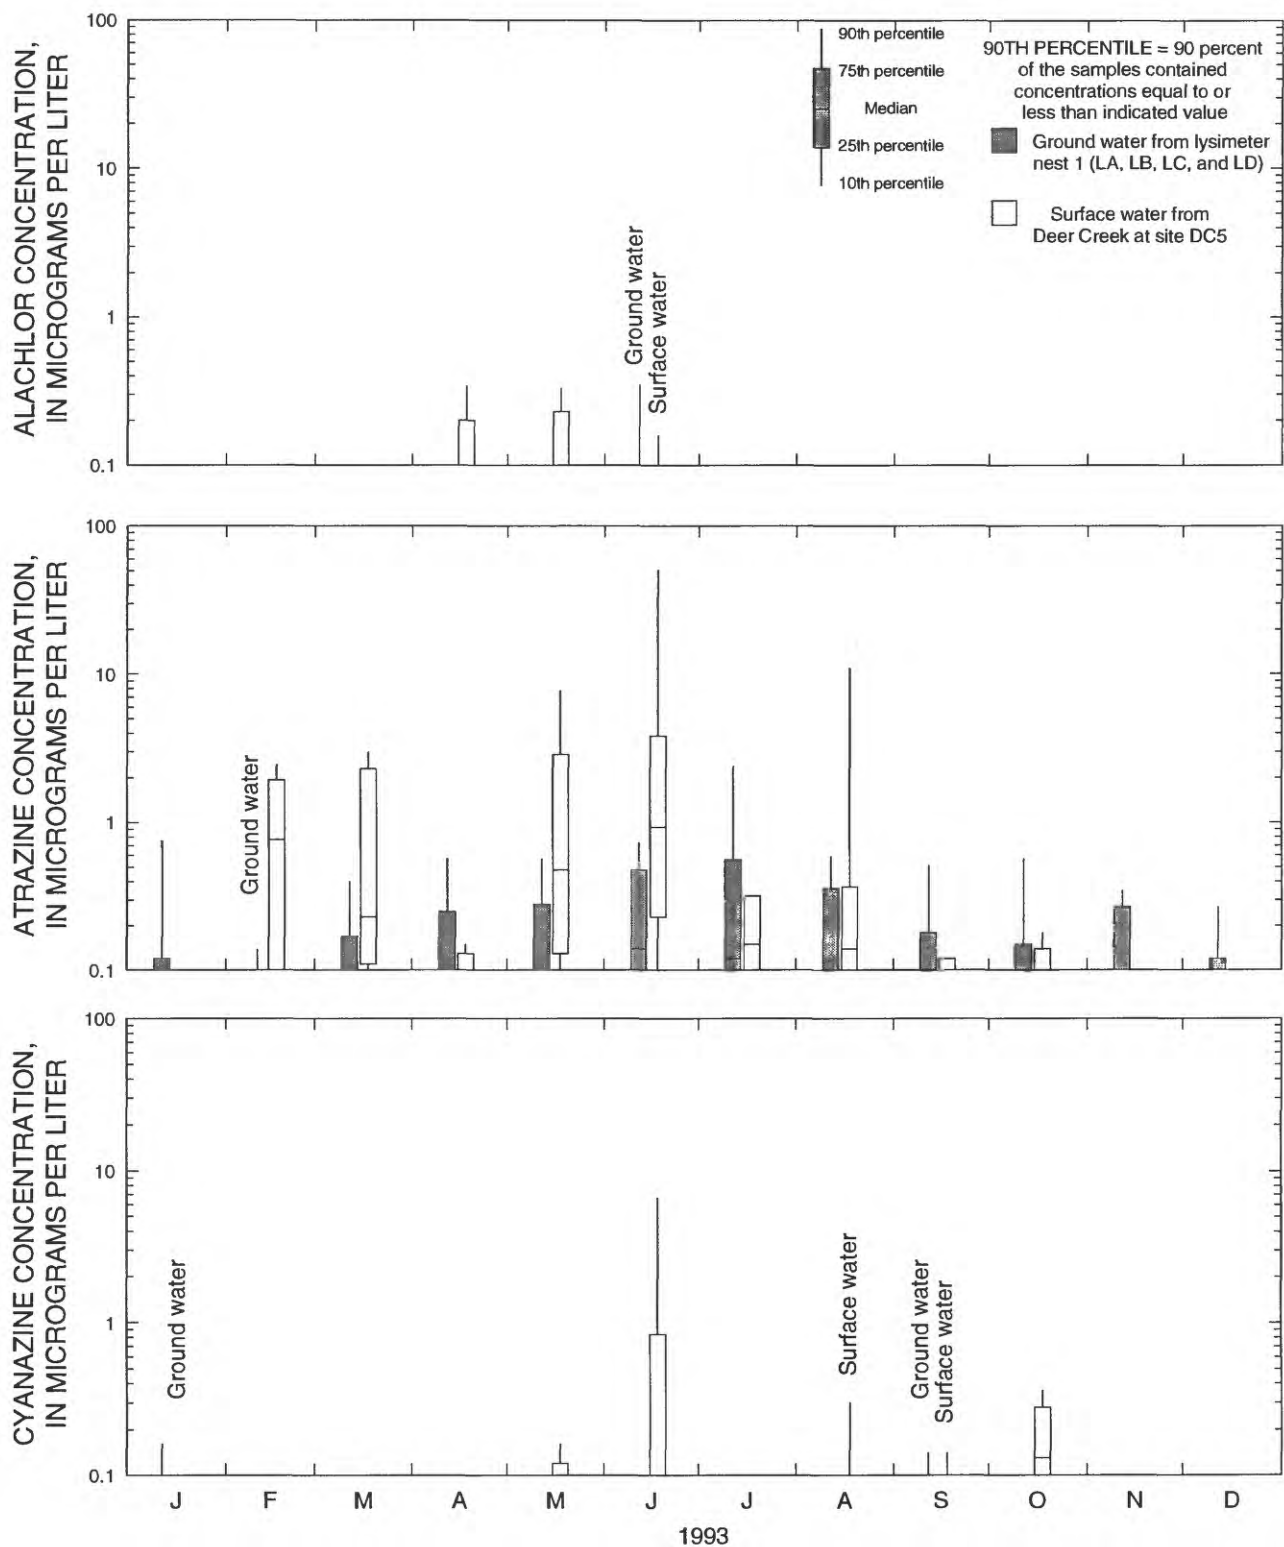 ALACHLOR CONCENTRATION,
IN MICROGRAMS PER LITER
100
10
1
0.1
90th percentile
75th percentile
Median
25th percentile
10th percentile
90TH PERCENTILE = 90 percent
of the samples contained
concentrations equal to or
less than indicated value
Ground water from lysimeter
nest 1 (LA, LB, LC, and LD)
Surface water from
Deer Creek at site DC5
Ground water
Surface water
ATRAZINE CONCENTRATION,
IN MICROGRAMS PER LITER
100
10
1
0.1
Ground water
CYANAZINE CONCENTRATION,
IN MICROGRAMS PER LITER
100
10
1
0.1
Ground water
Surface water
Ground water
Surface water
J F M A M J J A S O N D
1993